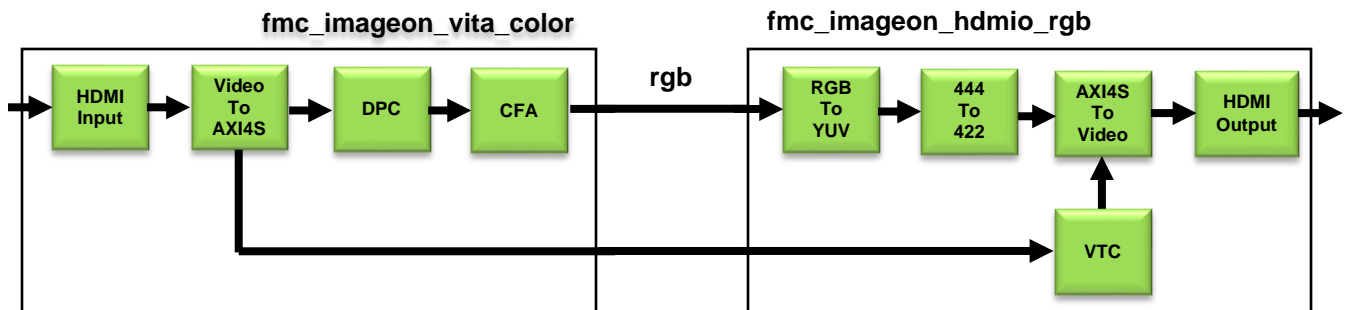 fmc_imageon_vita_color
fmc_imageon_hdmio_rgb
HDMI
Input
Video
To
AXI4S
DPC
CFA
rgb
RGB
To
YUV
444
To
422
AXI4S
To
Video
HDMI
Output
VTC